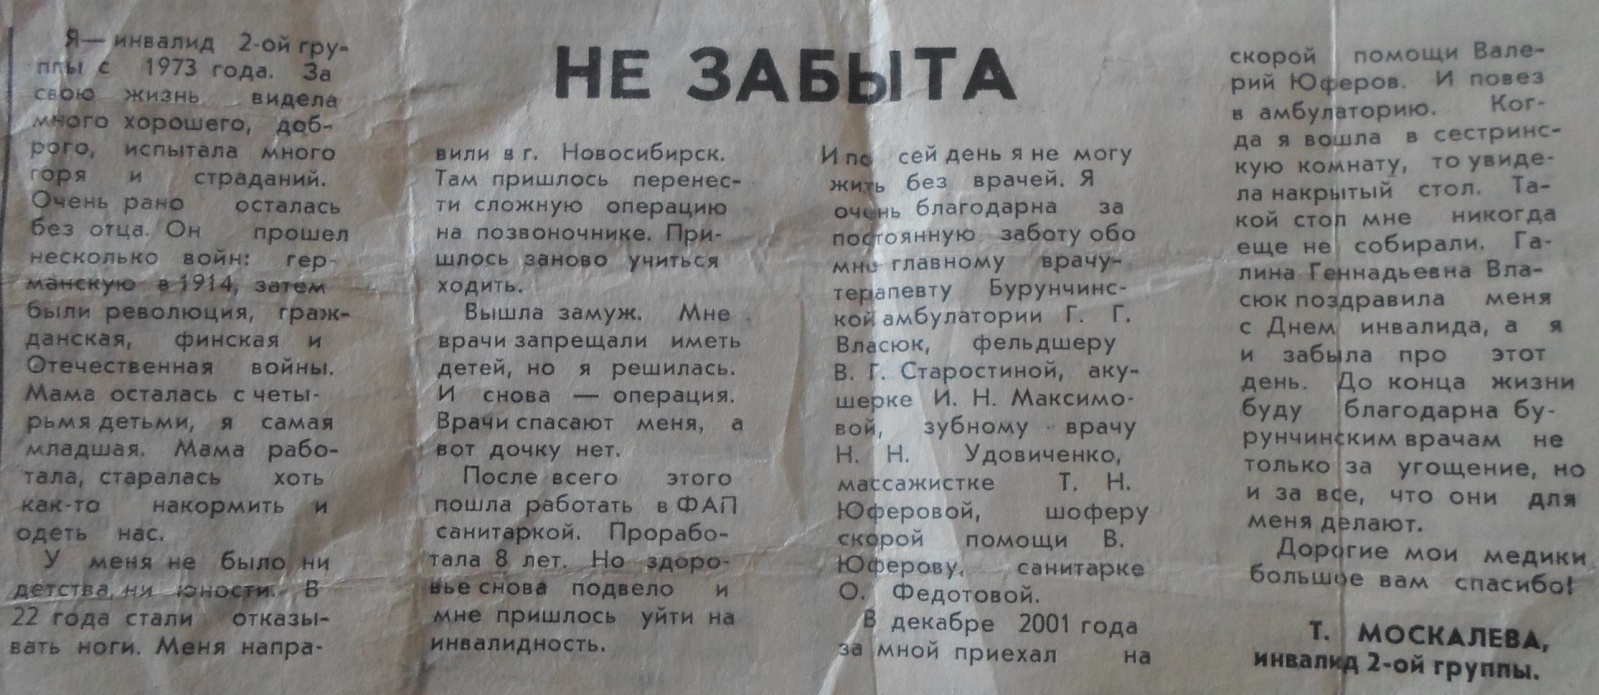 НЕ ЗАБЫТА
Я— инвалид 2-ой гру-
ппы с 1973 года. За
свою жизнь видела
много хорошего, доб-
рого, испытала много
горя и страданий.
Очень рано осталась
без отца. Он прошел
несколько войн: гер-
манскую в 1914, затем
были революция, граж-
данская, финская и
Отечественная войны.
Мама осталась с четы-
рьмя детьми, я самая
младшая. Мама рабо-
тала, старалась хоть
как-то накормить и
одеть нас.
У меня не было ни
детства, ни юности. В
22 года стали отказы-
вать ноги. Меня напра-
вили в г. Новосибирск.
Там пришлось перенес-
ти сложную операцию
на позвоночнике. При-
шлось заново учиться
ходить.
Вышла замуж. Мне
врачи запрещали иметь
детей, но я решилась.
И снова — операция.
Врачи спасают меня, а
вот дочку нет.
После всего этого
пошла работать в ФАП
санитаркой. Прорабо-
тала 8 лет. Но здоро-
вье снова подвело и
мне пришлось уйти на
инвалидность.
И по сей день я не могу
жить без врачей. Я
очень благодарна за
постоянную заботу обо
мне главному врачу-
терапевту Бурунчинс-
кой амбулатории Г. Г.
Власюк, фельдшеру
В. Г. Старостиной, аку-
шерке И. Н. Максимо-
вой, зубному врачу
Н. Н. Удовиченко,
массажистке Т. Н.
Юферовой, шоферу
скорой помощи В.
Юферову, санитарке
О. Федотовой.
В декабре 2001 года
за мной приехал на
скорой помощи Вале-
рий Юферов. И повез
в амбулаторию. Ког-
да я вошла в сестринс-
кую комнату, то увиде-
ла накрытый стол. Та-
кой стол мне никогда
еще не собирали. Га-
лина Геннадьевна Вла-
сюк поздравила меня
с Днем инвалида, а я
и забыла про этот
день. До конца жизни
буду благодарна бу-
рунчинским врачам не
только за угощение, но
и за все, что они для
меня делают.
Дорогие мои медики
большое вам спасибо!
Т. МОСКАЛЕВА,
инвалид 2-ой группы.